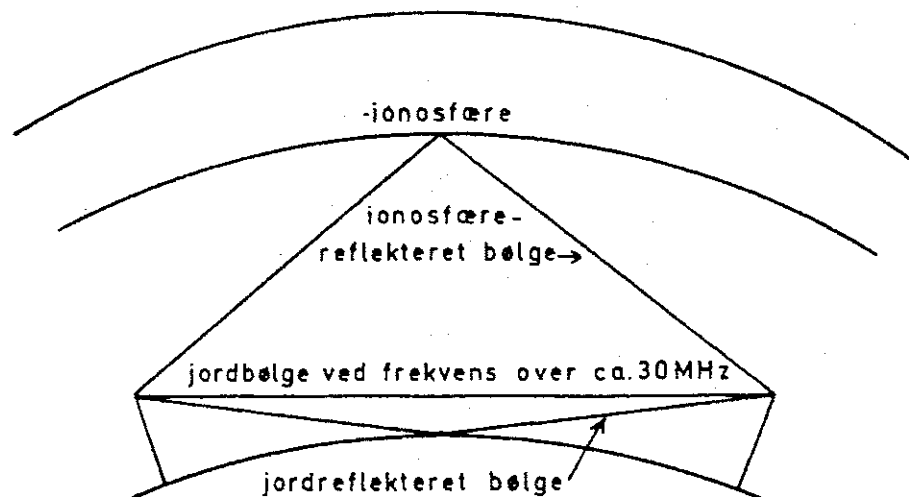 -ionosfære
ionosfære-
reflekteret bølge→
jordbølge ved frekvens over ca. 30MHz
jordreflekteret bølge